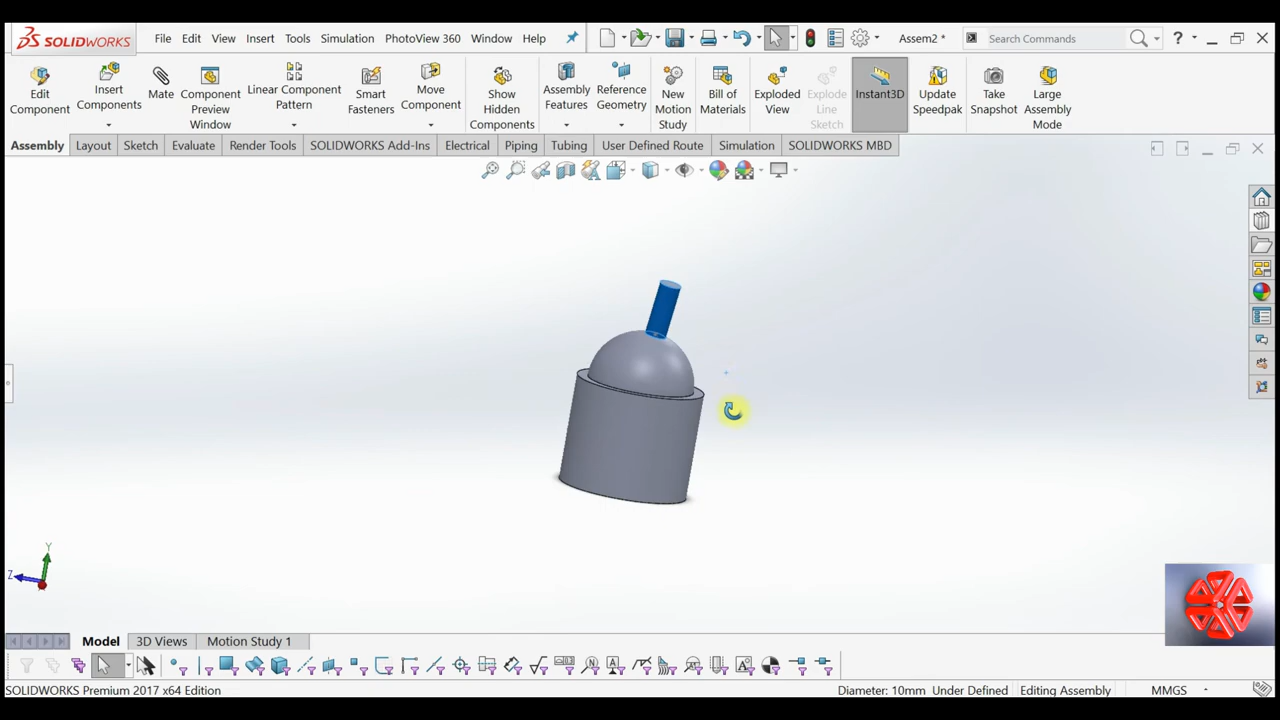 SOLIDWORKS File Edit View Insert Tools Simulation PhotoView 360 Window Help Assem2 * Search Commands ?
Edit Component
Insert Components
Mate
Component Preview Window
Linear Component Pattern
Smart Fasteners
Move Component
Show Hidden Components
Assembly Features
Reference Geometry
New Motion Study
Bill of Materials
Exploded View
Explode Line Sketch
Instant3D
Update Speedpak
Take Snapshot
Large Assembly Mode
Assembly Layout Sketch Evaluate Render Tools SOLIDWORKS Add-Ins Electrical Piping Tubing User Defined Route Simulation SOLIDWORKS MBD
Y
Z
Model 3D Views Motion Study 1
SOLIDWORKS Premium 2017 x64 Edition Diameter: 10mm Under Defined Editing Assembly MMGS